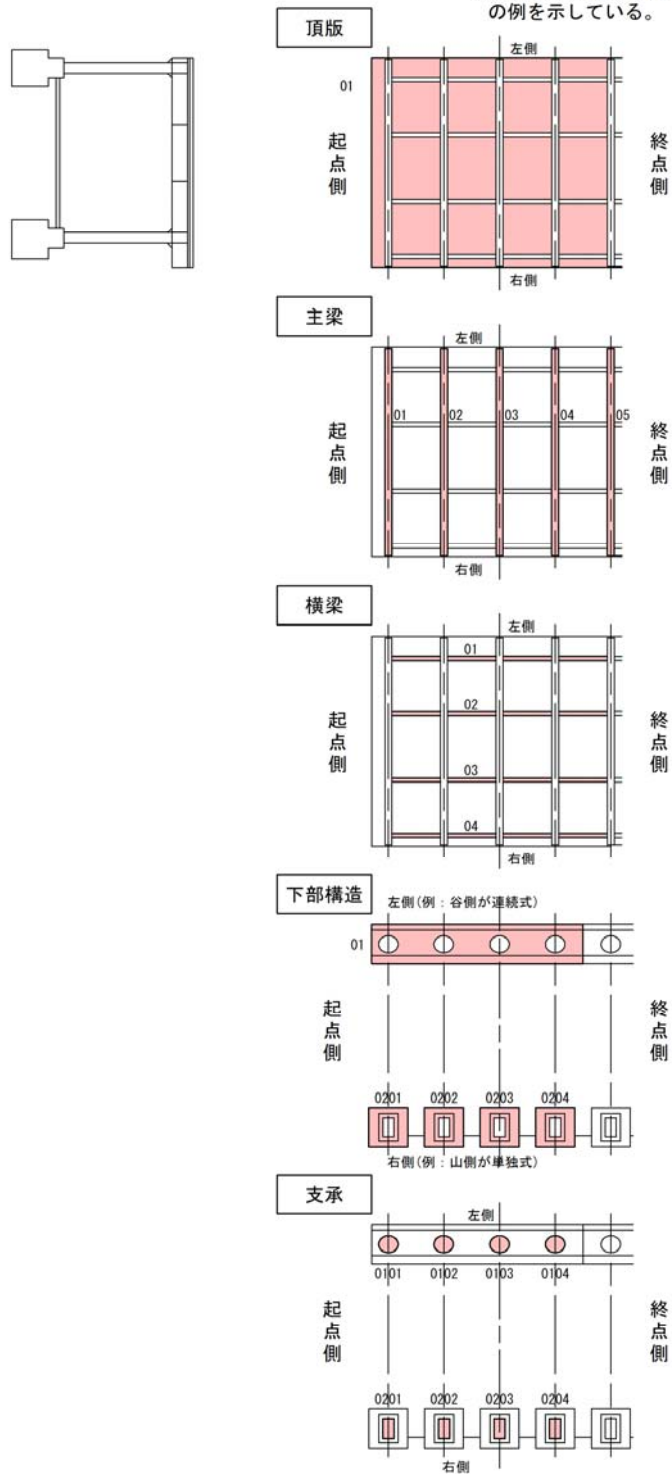 の例を示している。
頂版
左側
01
起点側
終点側
右側
主梁
左側
01 02 03 04 05
起点側
終点側
右側
横梁
左側
01
02
起点側
終点側
03
04
右側
下部構造
左側(例：谷側が連続式)
01
起点側
終点側
0201 0202 0203 0204
右側(例：山側が単独式)
支承
左側
0101 0102 0103 0104
起点側
終点側
0201 0202 0203 0204
右側